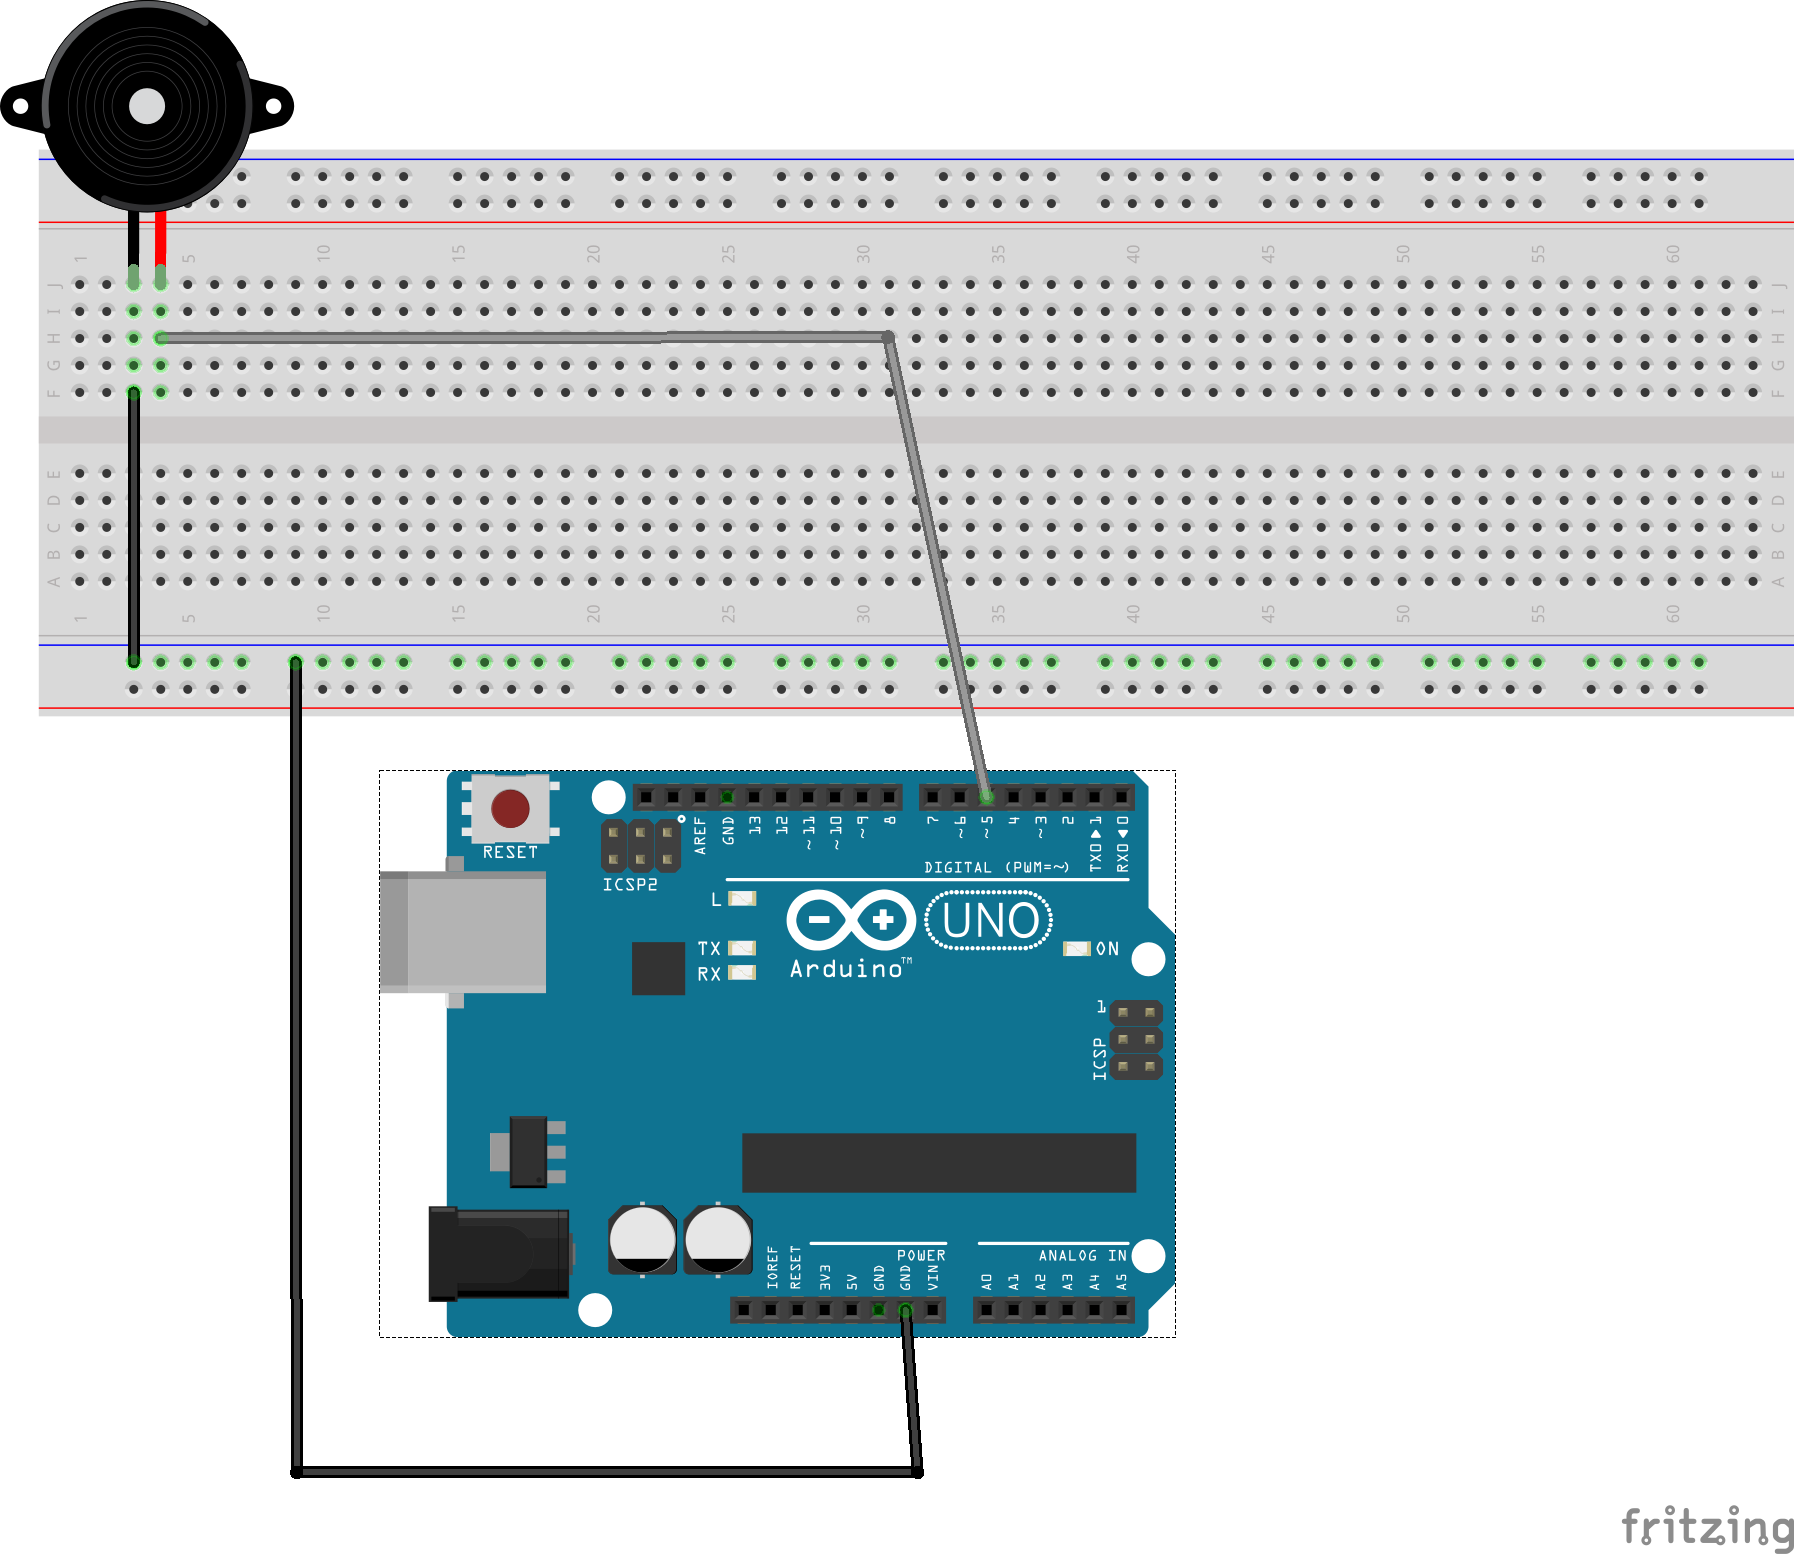 1 5 10 15 20 25 30 35 40 45 50 55 60
J J
I I
H H
G G
F F
E E
D D
C C
B B
A A
1 5 10 15 20 25 30 35 40 45 50 55 60
RESET
ICSP2
AREF
GND
13
12
~11
~10
~9
8
7
~6
~5
4
~3
2
TX0▶1
RX0◀0
DIGITAL (PWM=~)
L
TX
RX
UNO
Arduino™
ON
1
ICSP
POWER
ANALOG IN
IOREF
RESET
3V3
5V
GND
GND
VIN
A0
A1
A2
A3
A4
A5
fritzing